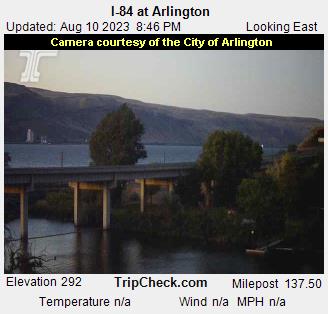 I-84 at Arlington
Updated: Aug 10 2023 8:46 PM Looking East
Camera courtesy of the City of Arlington
Elevation 292 TripCheck.com Milepost 137.50
Temperature n/a Wind n/a MPH n/a